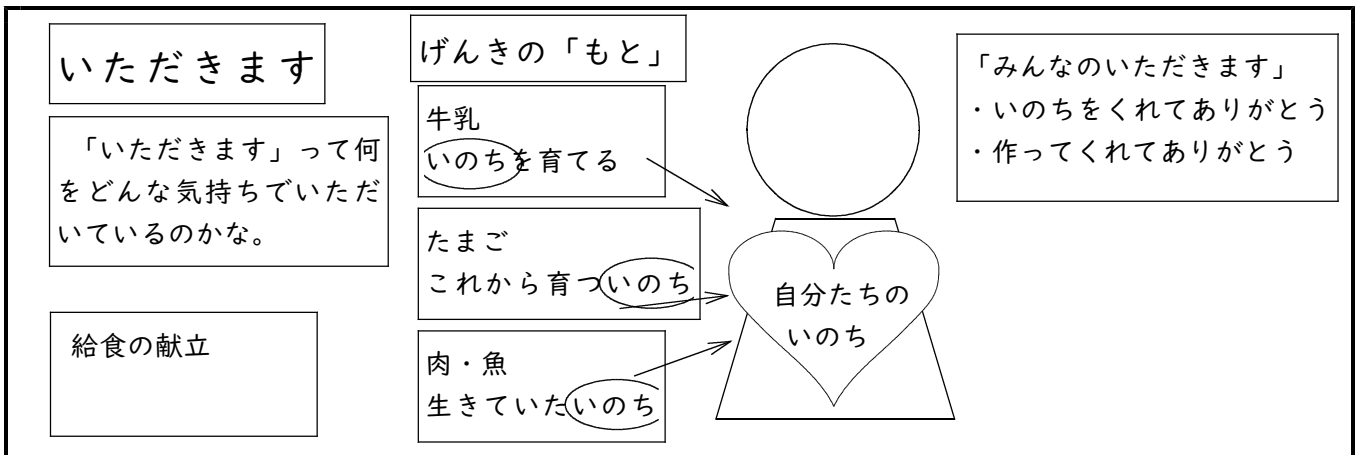 いただきます
「いただきます」って何
をどんな気持ちでいただ
いているのかな。
給食の献立
げんきの「もと」
牛乳
いのちを育てる
たまご
これから育ついのち
肉・魚
生きていたいのち
自分たちの
いのち
「みんなのいただきます」
・いのちをくれてありがとう
・作ってくれてありがとう